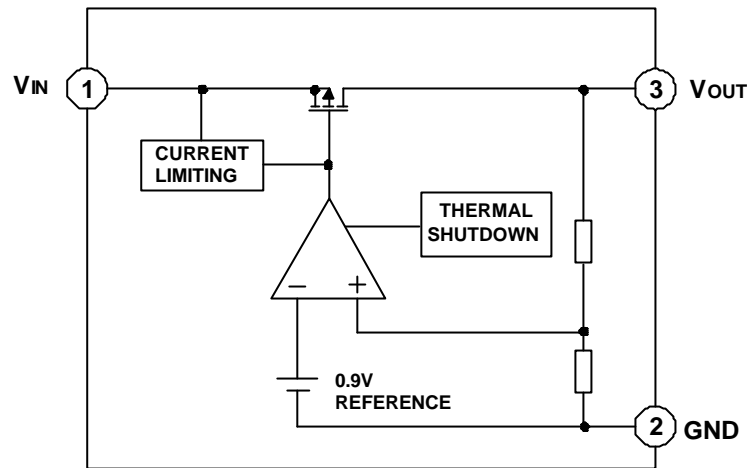 VIN
1
3
VOUT
CURRENT
LIMITING
THERMAL
SHUTDOWN
−
+
0.9V
REFERENCE
2
GND